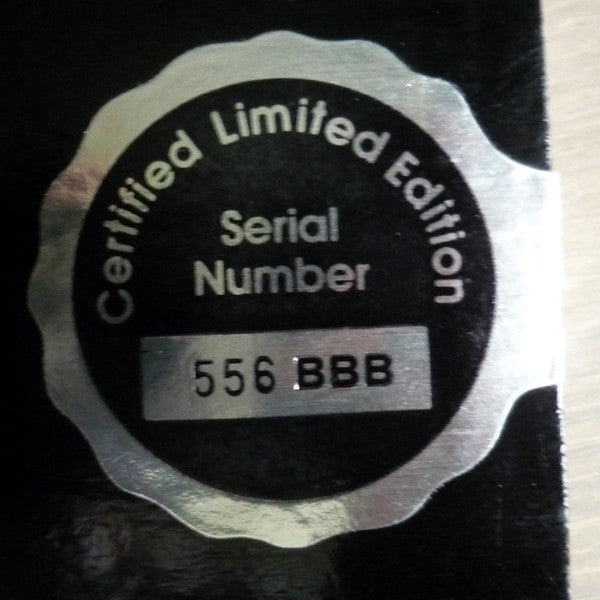 Certified Limited Edition
Serial
Number
556 BBB